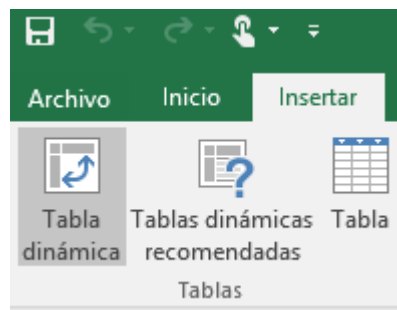 Archivo Inicio Insertar
Tabla Tablas dinámicas Tabla
dinámica recomendadas
Tablas